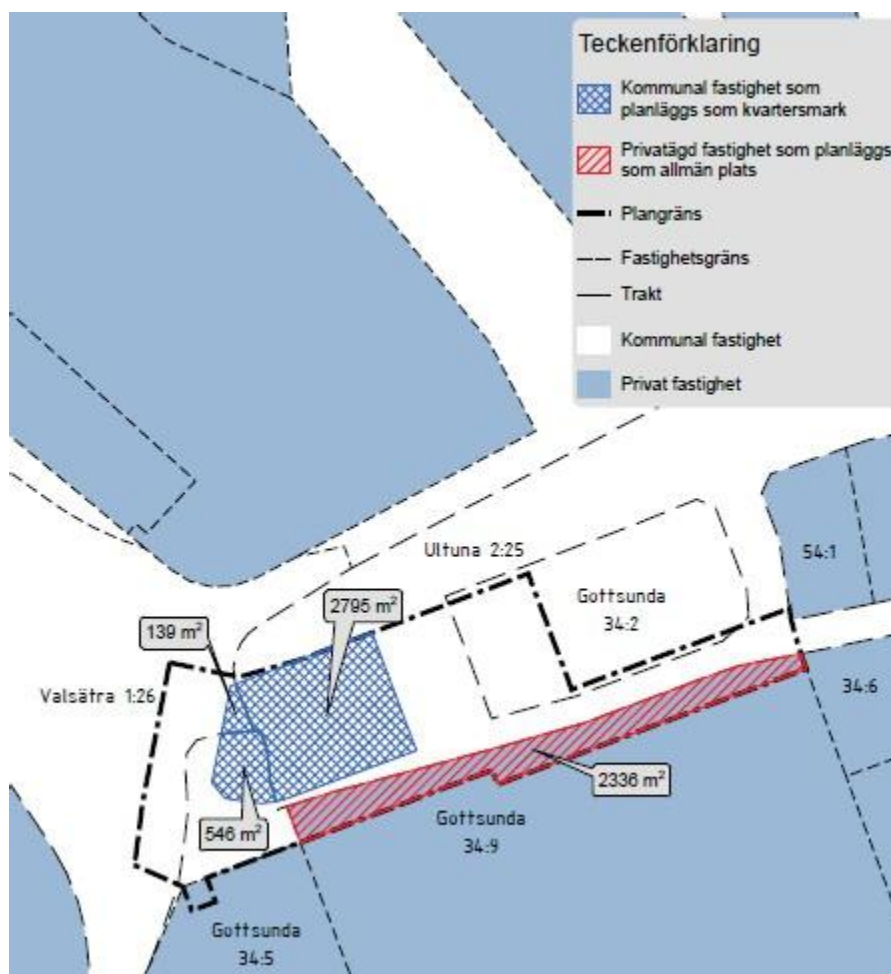 Teckenförklaring
Kommunal fastighet som
planläggs som kvartersmark
Privatägd fastighet som planläggs
som allmän plats
Plangräns
Fastighetsgräns
Trakt
Kommunal fastighet
Privat fastighet
Ultuna 2:25
54:1
2795 m²
Gottsunda
34:2
139 m²
Valsätra 1:26
34:6
2336 m²
546 m²
Gottsunda
34:9
Gottsunda
34:5